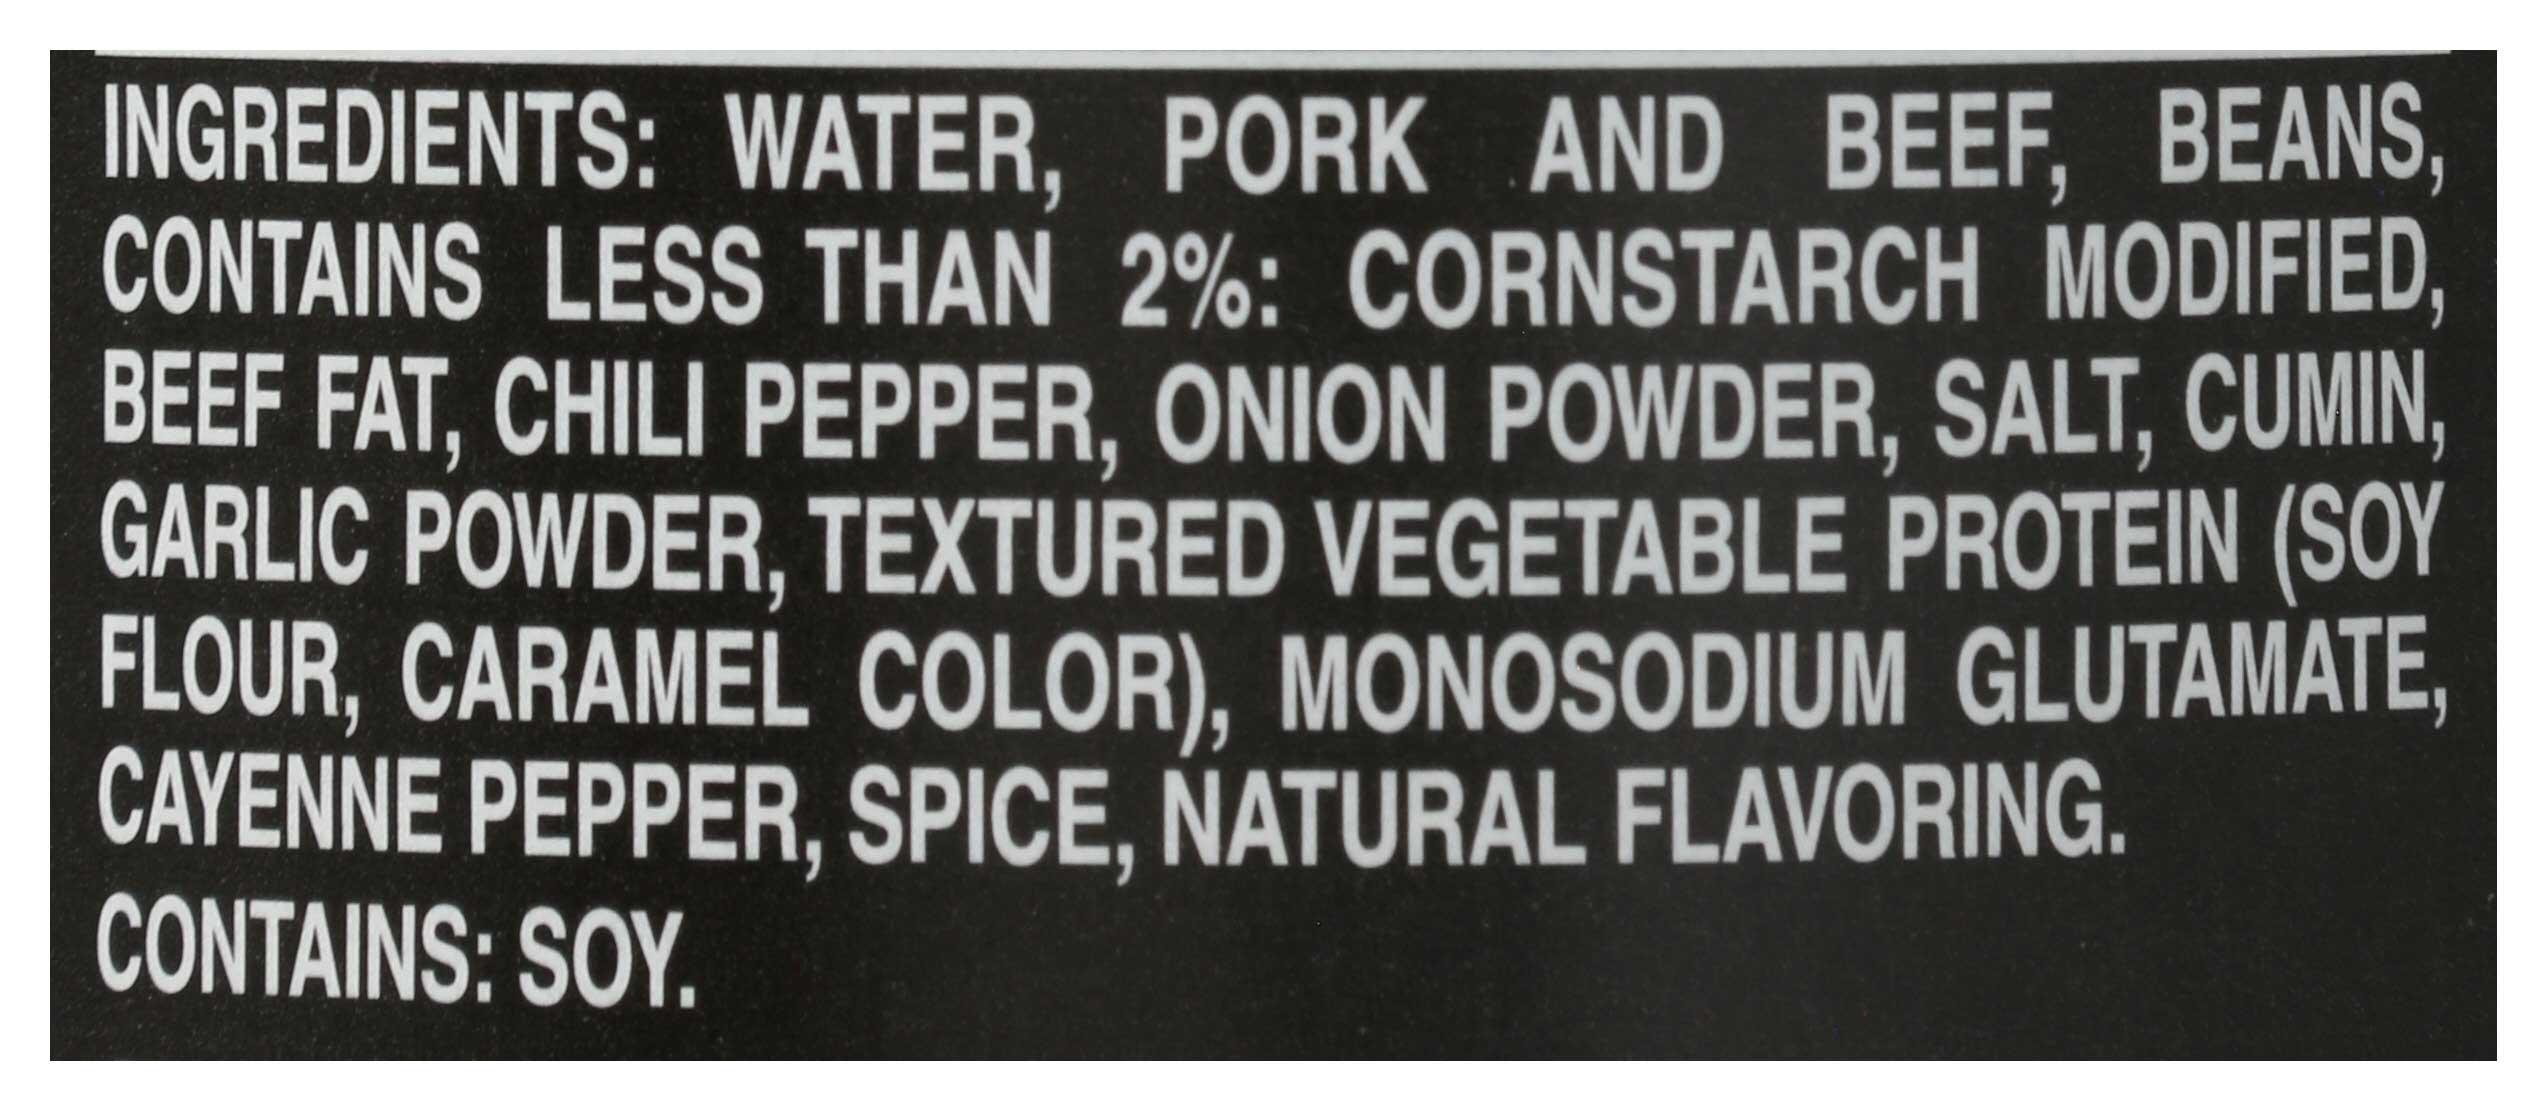 INGREDIENTS: WATER, PORK AND BEEF, BEANS,
CONTAINS LESS THAN 2%: CORNSTARCH MODIFIED,
BEEF FAT, CHILI PEPPER, ONION POWDER, SALT, CUMIN,
GARLIC POWDER, TEXTURED VEGETABLE PROTEIN (SOY
FLOUR, CARAMEL COLOR), MONOSODIUM GLUTAMATE,
CAYENNE PEPPER, SPICE, NATURAL FLAVORING.
CONTAINS: SOY.